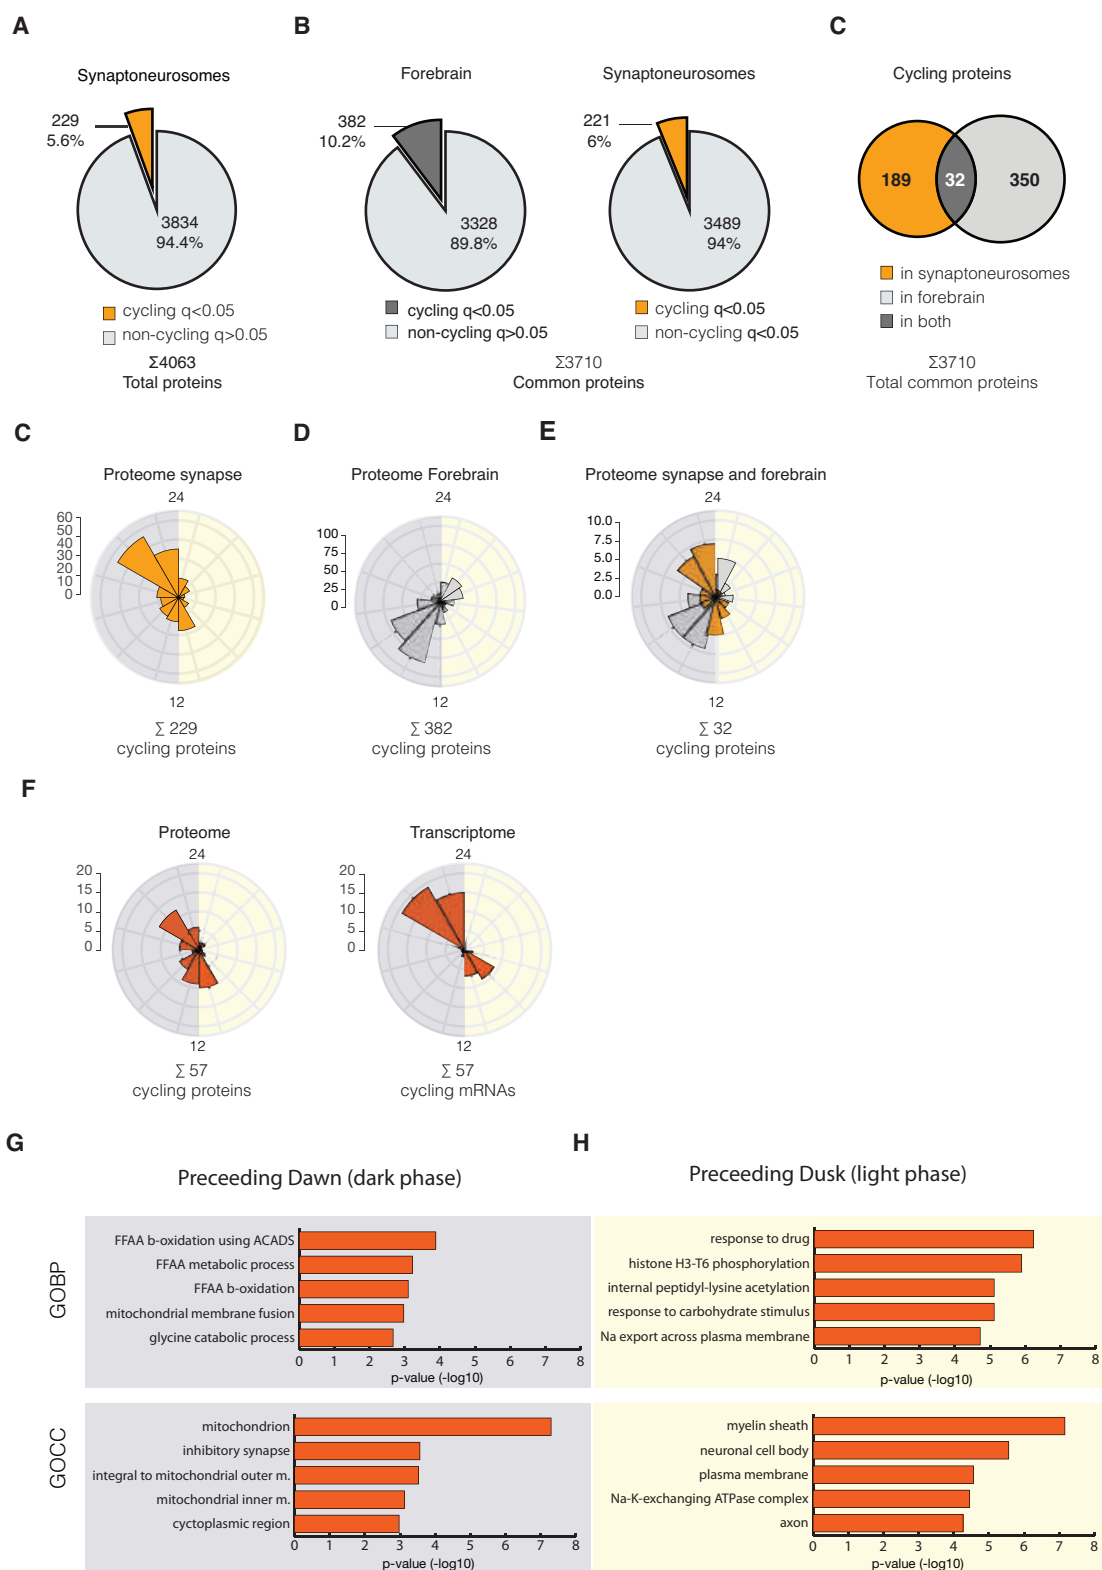 A
B
C
Synaptoneurosomes
Forebrain
Synaptoneurosomes
Cycling proteins
229
5.6%
3834
94.4%
382
10.2%
3328
89.8%
221
6%
3489
94%
189
32
350
cycling q<0.05
non-cycling q>0.05
cycling q<0.05
non-cycling q>0.05
cycling q<0.05
non-cycling q<0.05
in synaptoneurosomes
in forebrain
in both
Σ4063
Total proteins
Σ3710
Common proteins
Σ3710
Total common proteins
C
D
E
Proteome synapse
24
60
50
40
30
20
10
0
12
∑ 229
cycling proteins
Proteome Forebrain
24
100
75
50
25
0
12
∑ 382
cycling proteins
Proteome synapse and forebrain
24
10.0
7.5
5.0
2.5
0.0
12
∑ 32
cycling proteins
F
Proteome
24
20
15
10
5
0
12
∑ 57
cycling proteins
Transcriptome
24
20
15
10
5
0
12
∑ 57
cycling mRNAs
G
H
Preceeding Dawn (dark phase)
Preceeding Dusk (light phase)
GOBP
FFAA b-oxidation using ACADS
FFAA metabolic process
FFAA b-oxidation
mitochondrial membrane fusion
glycine catabolic process
0 1 2 3 4 5 6 7 8
p-value (-log10)
response to drug
histone H3-T6 phosphorylation
internal peptidyl-lysine acetylation
response to carbohydrate stimulus
Na export across plasma membrane
0 1 2 3 4 5 6 7 8
p-value (-log10)
GOCC
mitochondrion
inhibitory synapse
integral to mitochondrial outer m.
mitochondrial inner m.
cyctoplasmic region
0 1 2 3 4 5 6 7 8
p-value (-log10)
myelin sheath
neuronal cell body
plasma membrane
Na-K-exchanging ATPase complex
axon
0 1 2 3 4 5 6 7 8
p-value (-log10)